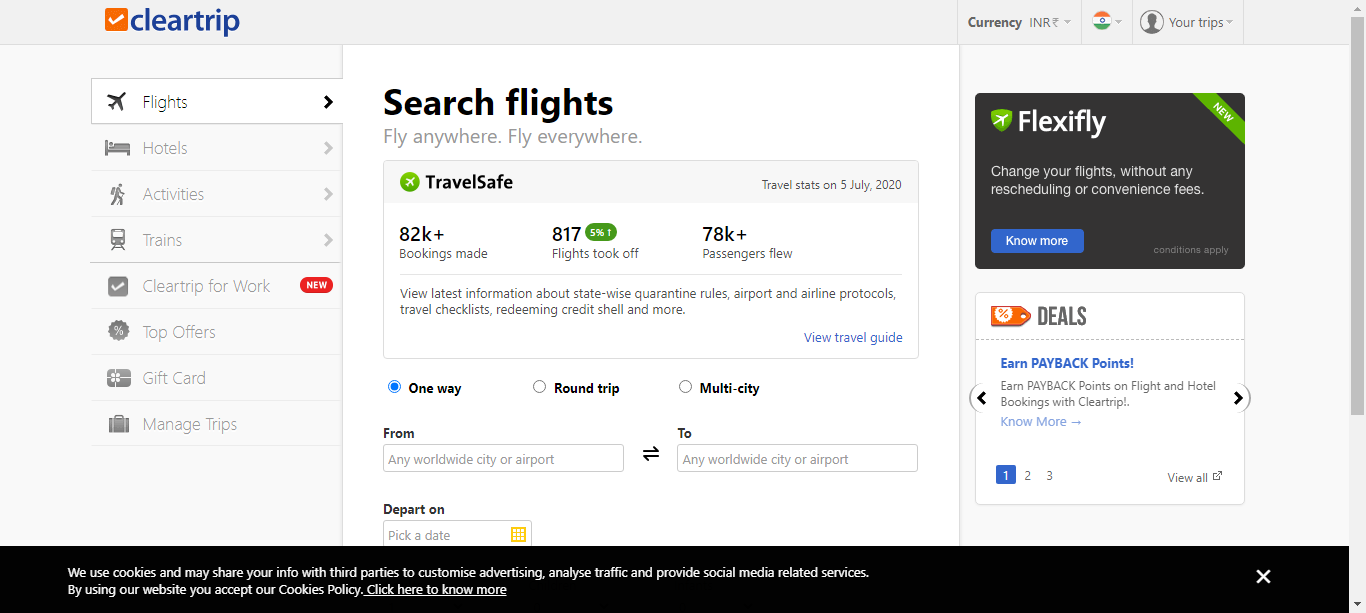 cleartrip
Currency INR₹
Your trips
Flights
Hotels
Activities
Trains
Cleartrip for Work NEW
Top Offers
Gift Card
Manage Trips
Search flights
Fly anywhere. Fly everywhere.
TravelSafe
Travel stats on 5 July, 2020
82k+
Bookings made
817 5% ↑
Flights took off
78k+
Passengers flew
View latest information about state-wise quarantine rules, airport and airline protocols,
travel checklists, redeeming credit shell and more.
View travel guide
One way
Round trip
Multi-city
From
Any worldwide city or airport
To
Any worldwide city or airport
Depart on
Pick a date
Flexifly
NEW
Change your flights, without any
rescheduling or convenience fees.
Know more
conditions apply
% DEALS
Earn PAYBACK Points!
Earn PAYBACK Points on Flight and Hotel
Bookings with Cleartrip!.
Know More →
1 2 3
View all
We use cookies and may share your info with third parties to customise advertising, analyse traffic and provide social media related services.
By using our website you accept our Cookies Policy. Click here to know more